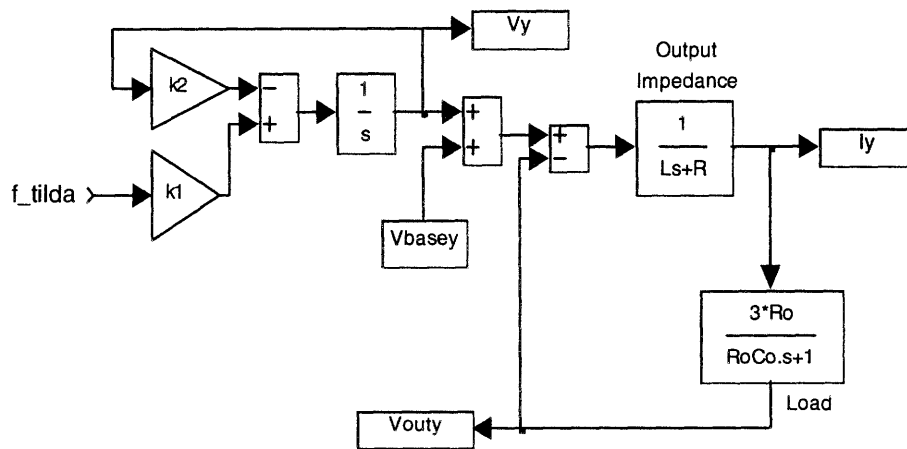 Vy
Output
Impedance
k2
−
+
1
s
+
+
+
−
1
Ls+R
Iy
f_tilda
k1
Vbasey
3*Ro
RoCo.s+1
Load
Vouty